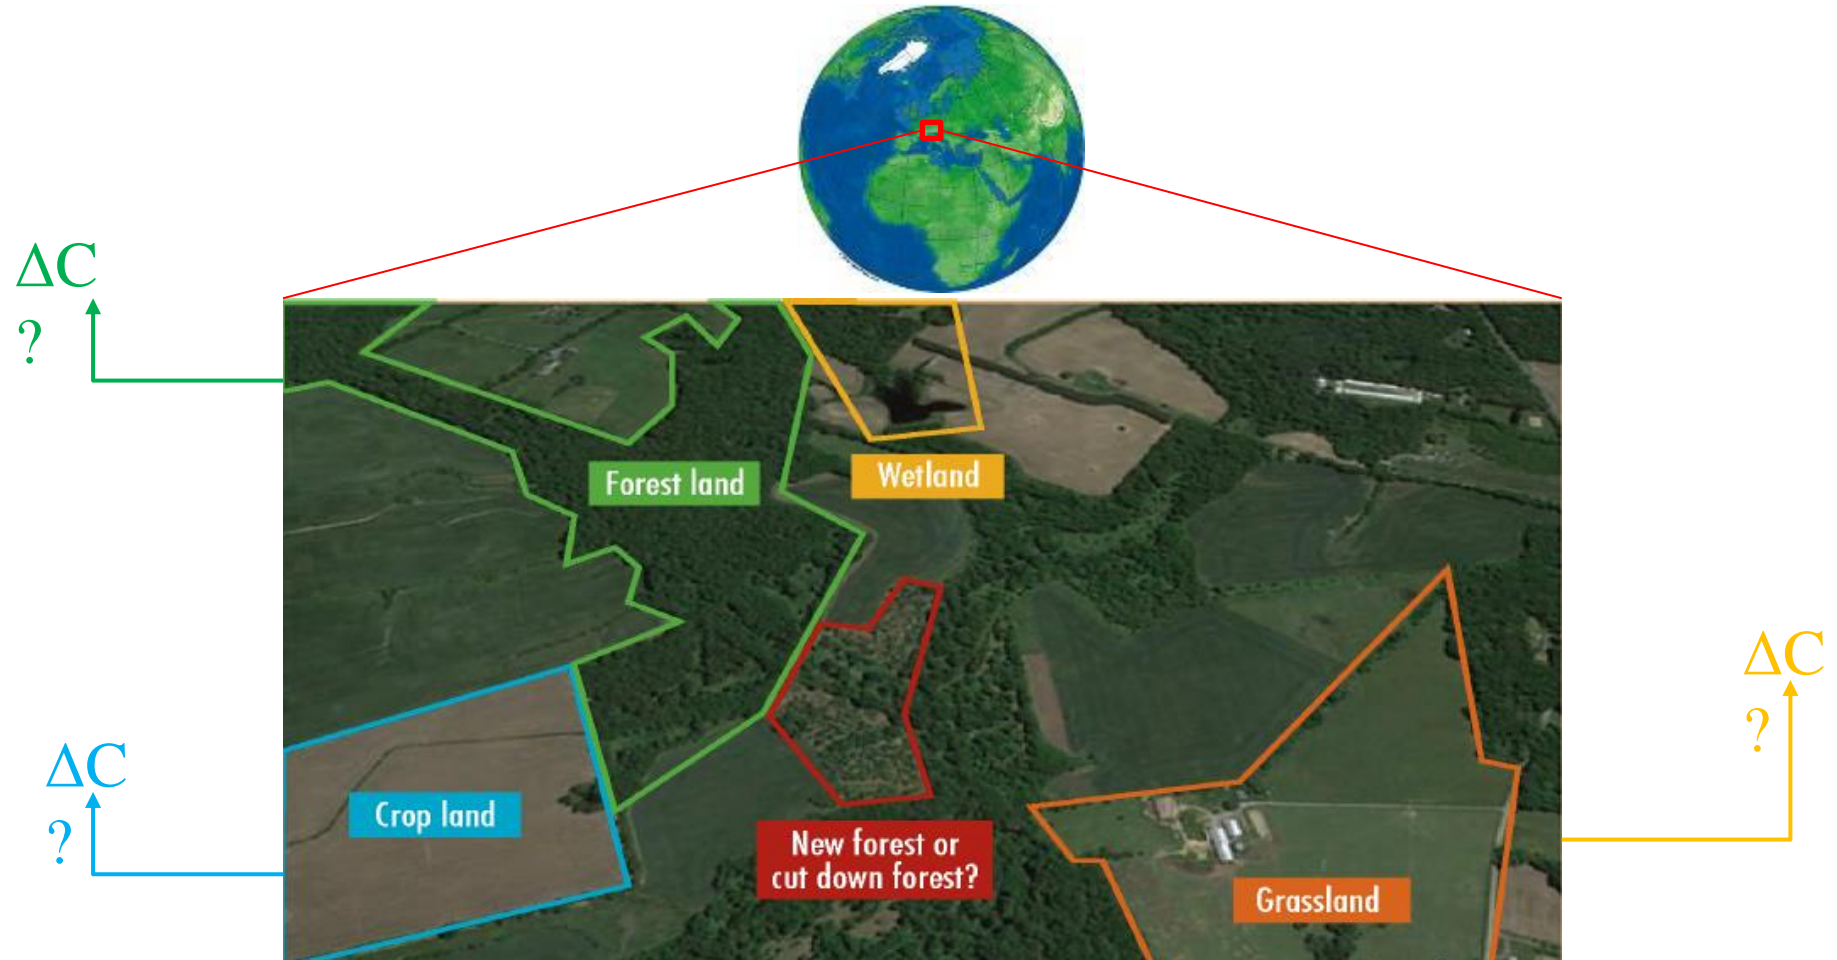 ΔC
?
Forest land
Wetland
ΔC
?
ΔC
?
Crop land
New forest or
cut down forest?
Grassland